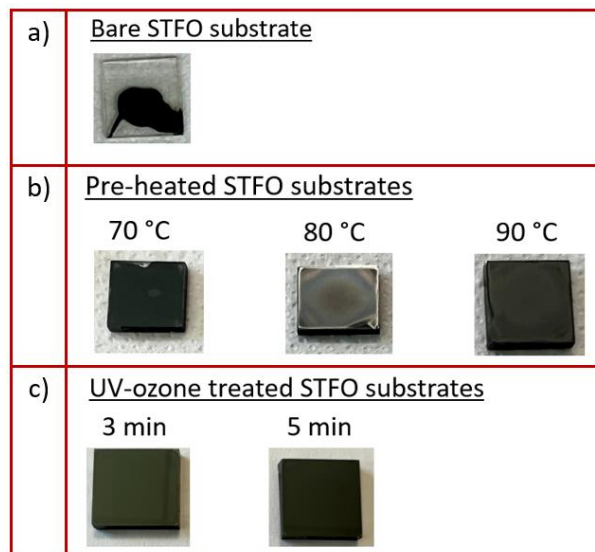 a)
Bare STFO substrate
b)
Pre-heated STFO substrates
70 °C 80 °C 90 °C
c)
UV-ozone treated STFO substrates
3 min 5 min